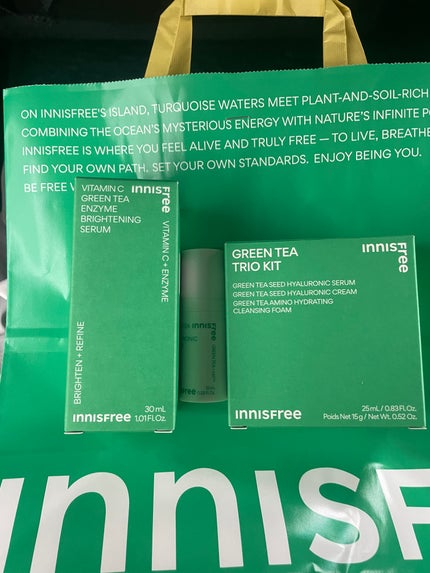 ON INNISFREE'S ISLAND, TURQUOISE WATERS MEET PLANT-AND-SOIL-RICH
COMBINING THE OCEAN'S MYSTERIOUS ENERGY WITH NATURE'S INFINITE
INNISFREE IS WHERE YOU FEEL ALIVE AND TRULY FREE — TO LIVE, BREATHE
FIND YOUR OWN PATH. SET YOUR OWN STANDARDS. ENJOY BEING YOU.
BE FREE
VITAMIN C
GREEN TEA
ENZYME
BRIGHTENING
SERUM
innisfree
VITAMIN C + ENZYME
BRIGHTEN + REFINE
30 mL
1.01 Fl. Oz.
innisfree
innisfree
GREEN TEA
TRIO KIT
innisfree
GREEN TEA SEED HYALURONIC SERUM
GREEN TEA SEED HYALURONIC CREAM
GREEN TEA AMINO HYDRATING
CLEANSING FOAM
25 mL / 0.83 Fl. Oz.
Poids Net 15 g / Net Wt. 0.52 Oz.
innisfree
innisf